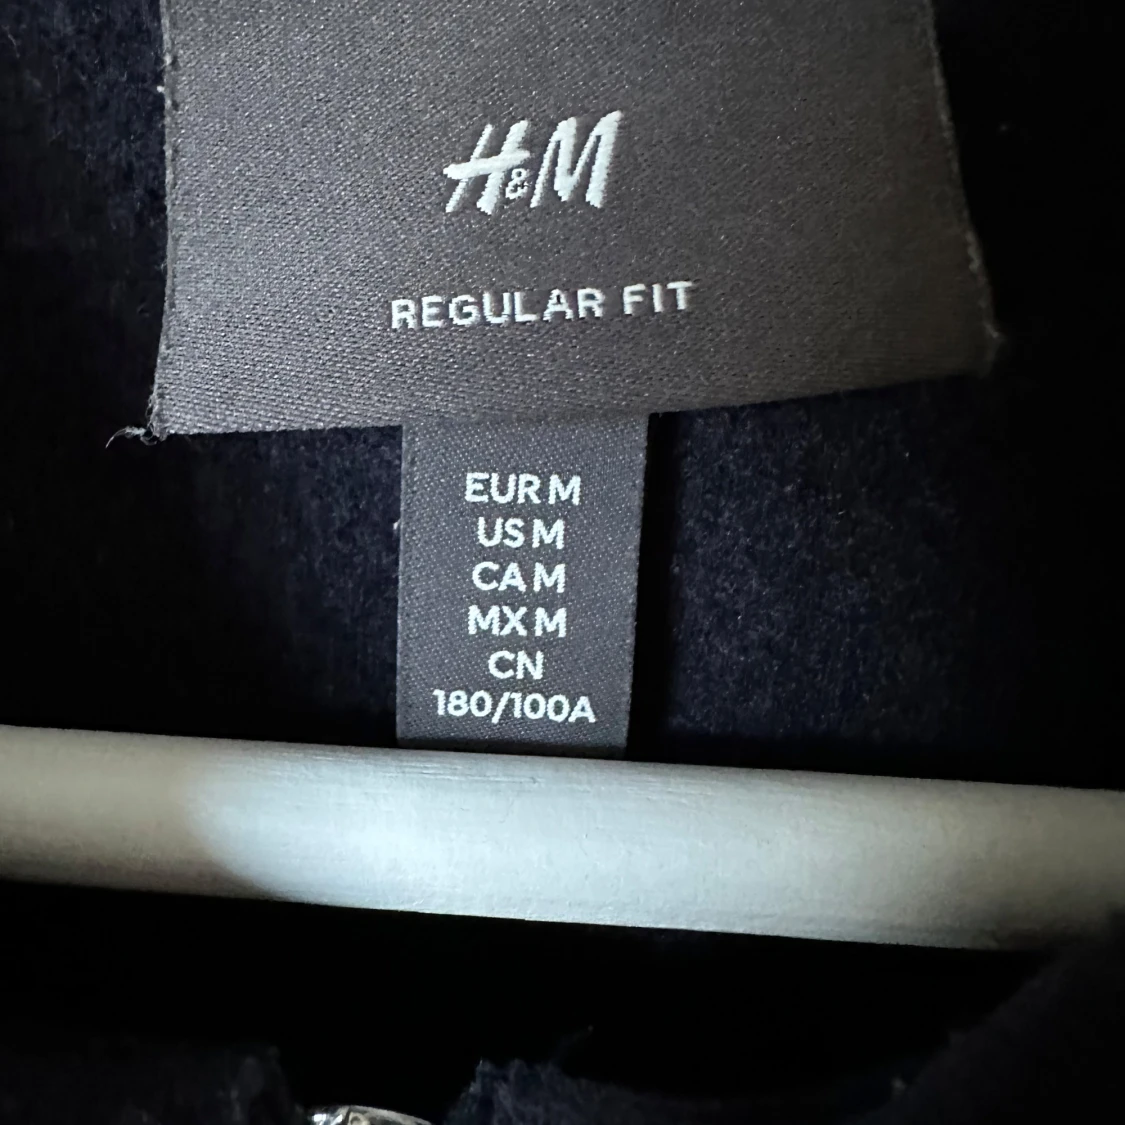 H&M
REGULAR FIT
EUR M
US M
CA M
MX M
CN
180/100A